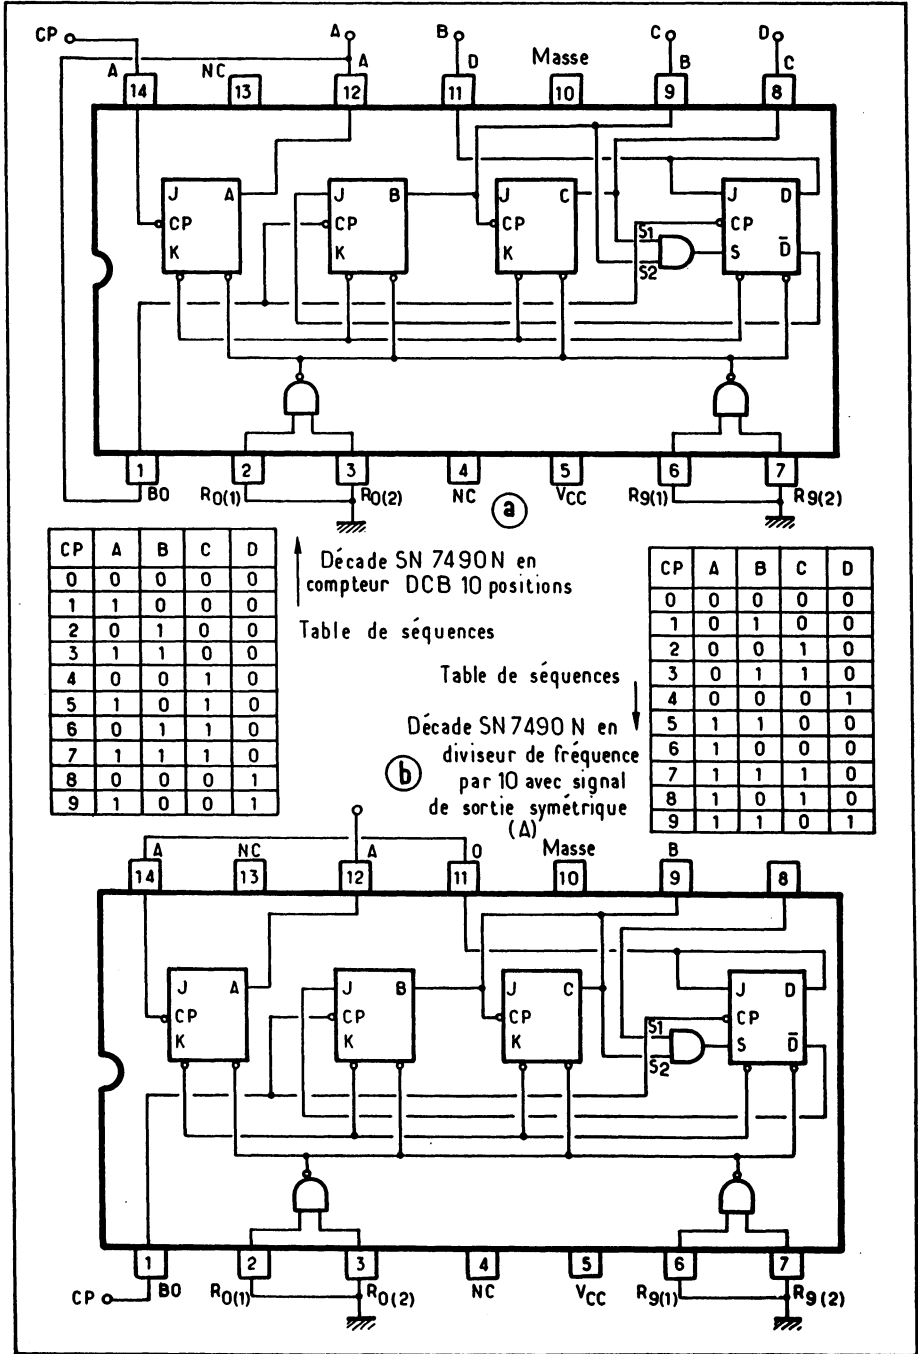 CP A B C D
A NC A D Masse B C
14 13 12 11 10 9 8
J A J B J C J D
CP CP CP S1 CP
K K K S2 S D̅
1 2 3 4 5 6 7
B0 R0(1) R0(2) NC VCC R9(1) R9(2)
a
CP A B C D
0 0 0 0 0
1 1 0 0 0
2 0 1 0 0
3 1 1 0 0
4 0 0 1 0
5 1 0 1 0
6 0 1 1 0
7 1 1 1 0
8 0 0 0 1
9 1 0 0 1
Décade SN 7490N en
compteur DCB 10 positions
Table de séquences
CP A B C D
0 0 0 0 0
1 0 1 0 0
2 0 0 1 0
3 0 1 1 0
4 0 0 0 1
5 1 1 0 0
6 1 0 0 0
7 1 1 1 0
8 1 0 1 0
9 1 1 0 1
Table de séquences
Décade SN 7490 N en
diviseur de fréquence
par 10 avec signal
de sortie symétrique
(A)
b
A NC A 0 Masse B
14 13 12 11 10 9 8
J A J B J C J D
CP CP CP S1 CP
K K K S2 S D̅
1 2 3 4 5 6 7
CP B0 R0(1) R0(2) NC VCC R9(1) R9(2)